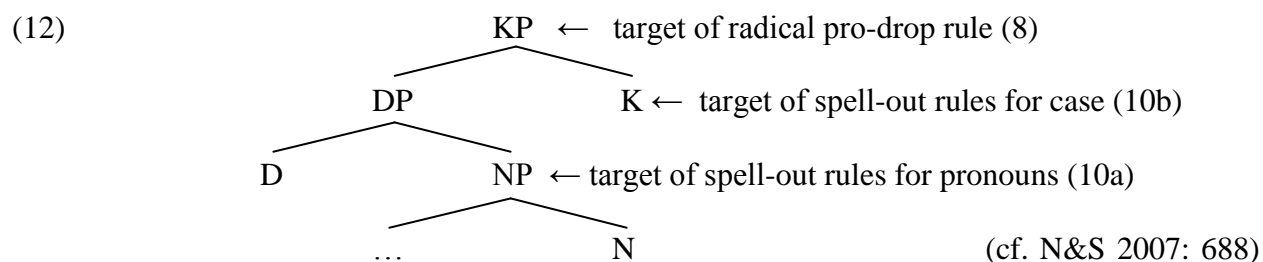 (12) KP ← target of radical pro-drop rule (8)
DP K ← target of spell-out rules for case (10b)
D NP ← target of spell-out rules for pronouns (10a)
… N (cf. N&S 2007: 688)